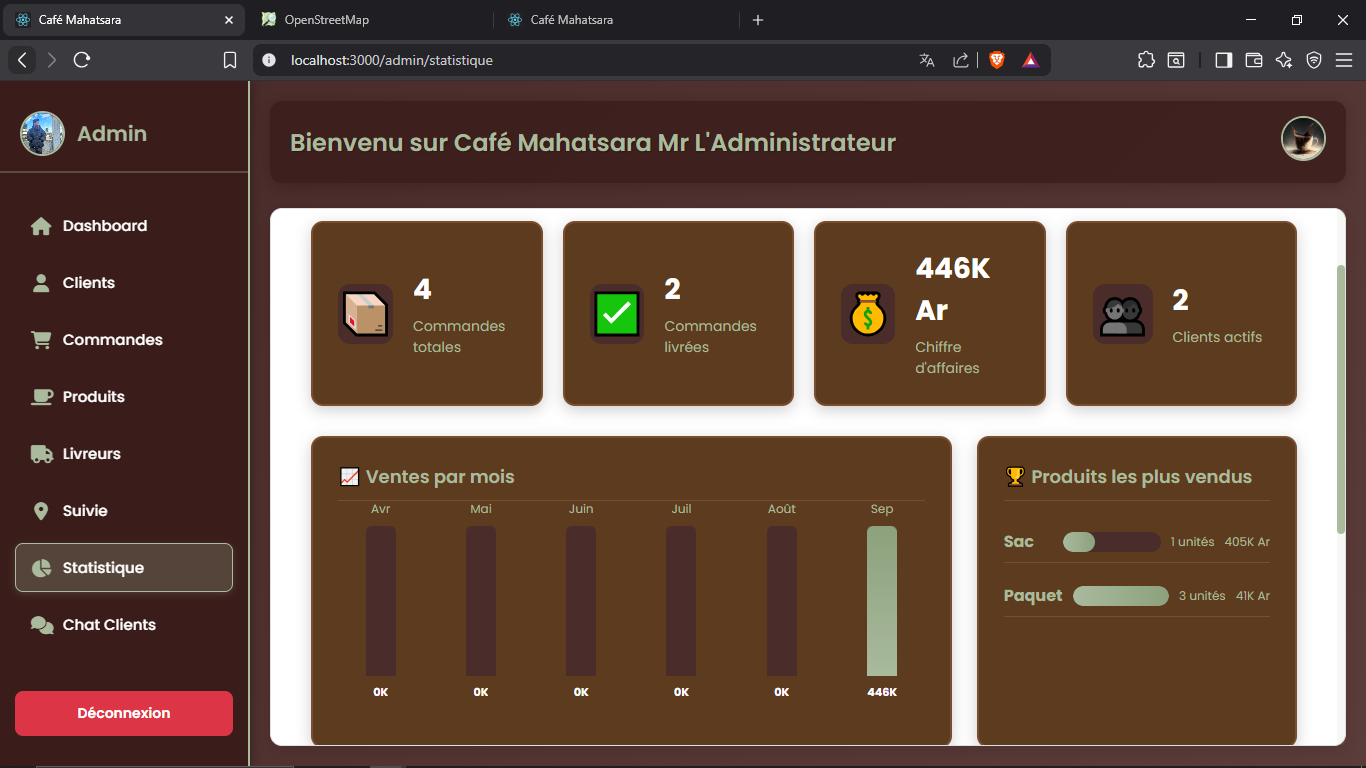 Café Mahatsara
OpenStreetMap
Café Mahatsara
localhost:3000/admin/statistique
Admin
Bienvenu sur Café Mahatsara Mr L'Administrateur
Dashboard
Clients
Commandes
Produits
Livreurs
Suivie
Statistique
Chat Clients
Déconnexion
4
Commandes
totales
2
Commandes
livrées
446K
Ar
Chiffre
d'affaires
2
Clients actifs
Ventes par mois
Avr Mai Juin Juil Août Sep
0K 0K 0K 0K 0K 446K
Produits les plus vendus
Sac 1 unités 405K Ar
Paquet 3 unités 41K Ar